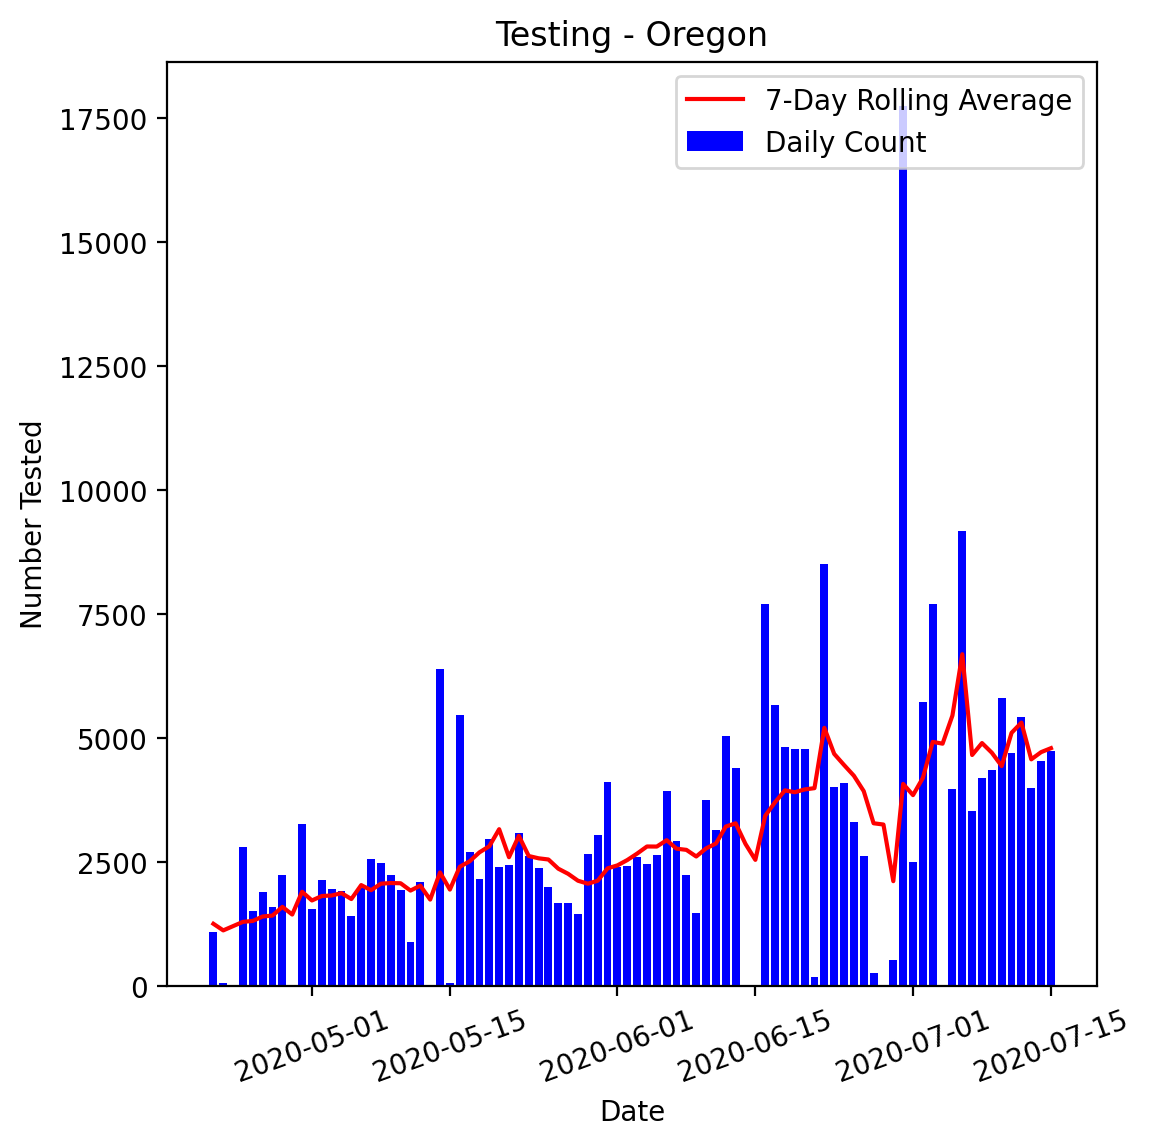 Testing - Oregon
7-Day Rolling Average
Daily Count
17500
15000
12500
10000
7500
5000
2500
0
Number Tested
2020-05-01
2020-05-15
2020-06-01
2020-06-15
2020-07-01
2020-07-15
Date